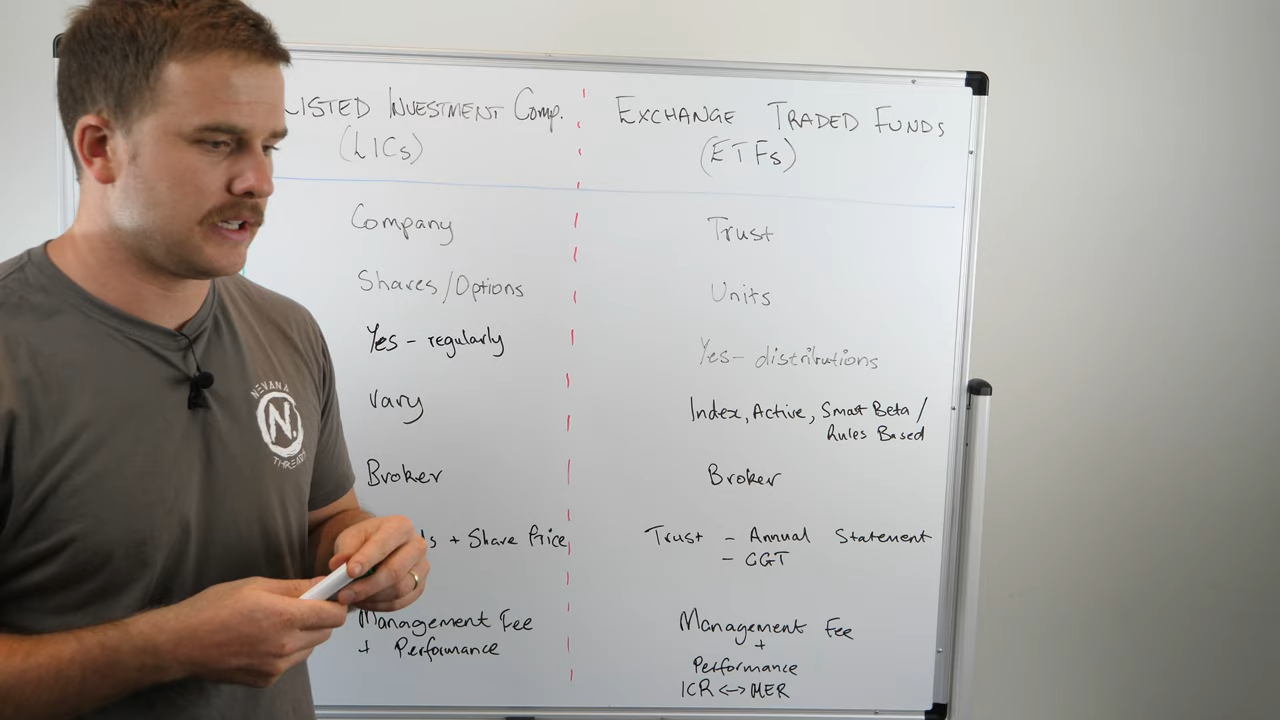 LISTED INVESTMENT Comp.
(LICs)
EXCHANGE TRADED FUNDS
(ETFs)
Company
Trust
Shares/Options
Units
Yes - regularly
Yes- distributions
Vary
Index, Active, Smart Beta /
Rules Based
Broker
Broker
+ Share Price
Trust - Annual Statement
- CGT
Management Fee
+ Performance
Management Fee
+
Performance
ICR <-> MER
NEVANA
N.